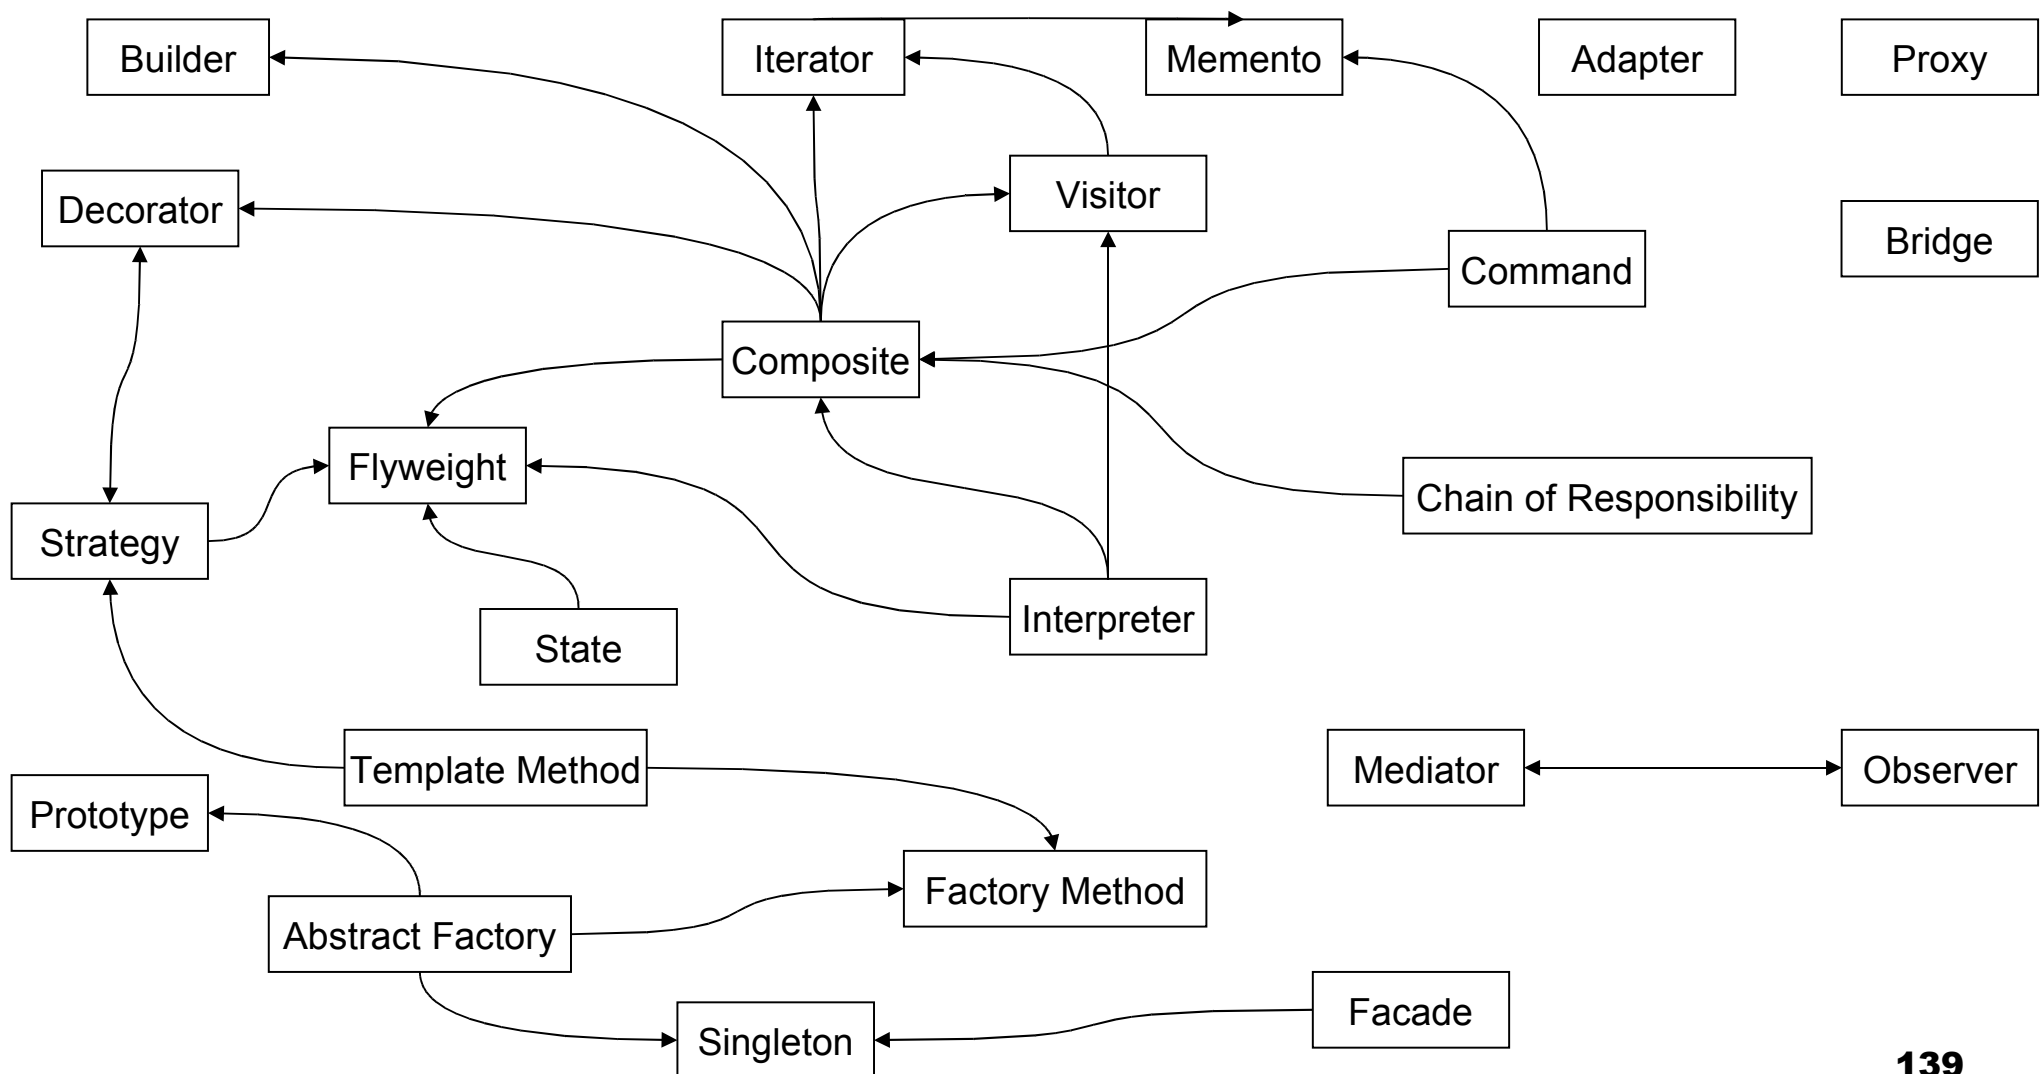 Builder
Iterator
Memento
Adapter
Proxy
Decorator
Visitor
Bridge
Command
Composite
Flyweight
Chain of Responsibility
Strategy
Interpreter
State
Template Method
Mediator
Observer
Prototype
Factory Method
Abstract Factory
Facade
Singleton
139